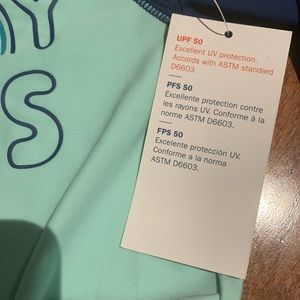 Y
S
UPF 50
Excellent UV protection.
Accords with ASTM standard
D6603.
PFS 50
Excellente protection contre
les rayons UV. Conforme à la
norme ASTM D6603.
FPS 50
Excelente protección UV.
Conforme a la norma
ASTM D6603.